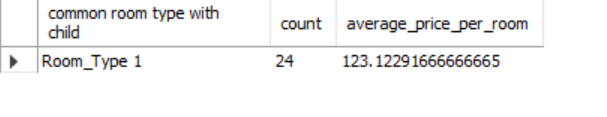 common room type with
child
count
average_price_per_room
Room_Type 1
24
123.12291666666665